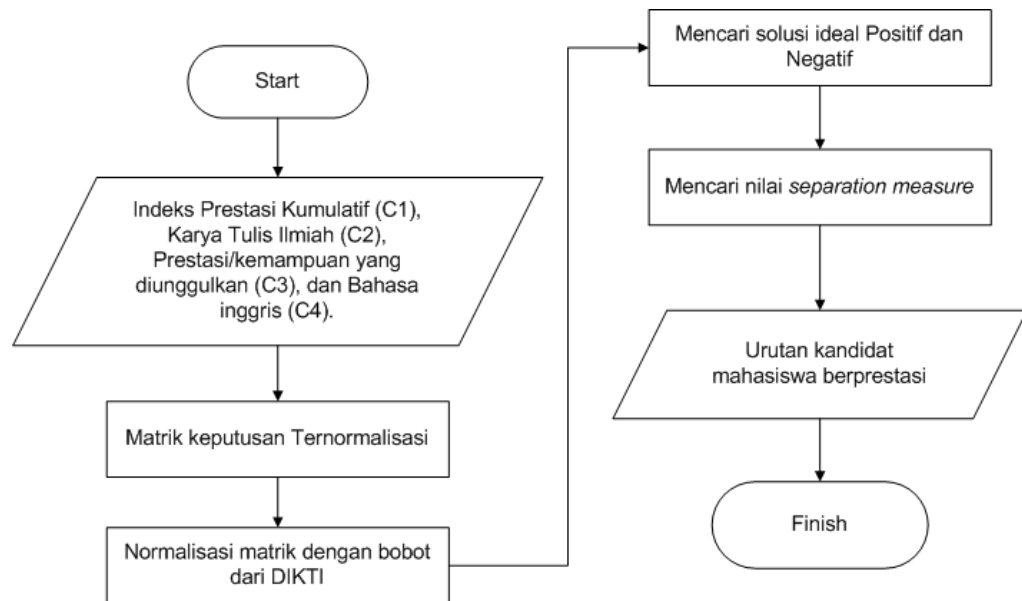 Start
Indeks Prestasi Kumulatif (C1),
Karya Tulis Ilmiah (C2),
Prestasi/kemampuan yang
diunggulkan (C3), dan Bahasa
inggris (C4).
Matrik keputusan Ternormalisasi
Normalisasi matrik dengan bobot
dari DIKTI
Mencari solusi ideal Positif dan
Negatif
Mencari nilai separation measure
Urutan kandidat
mahasiswa berprestasi
Finish